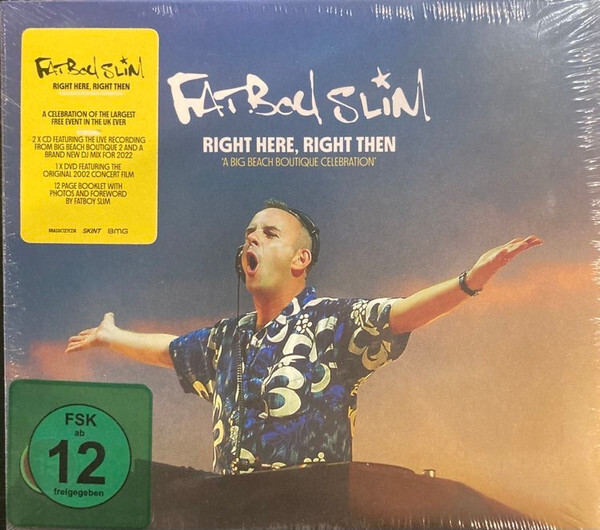 FATBOY SLIM
RIGHT HERE, RIGHT THEN
A CELEBRATION OF THE LARGEST
FREE EVENT IN THE UK EVER
2 X CD FEATURING THE LIVE RECORDING
FROM BIG BEACH BOUTIQUE 2 AND A
BRAND NEW DJ MIX FOR 2022
1 X DVD FEATURING THE
ORIGINAL 2002 CONCERT FILM
12 PAGE BOOKLET WITH
PHOTOS AND FOREWORD
BY FATBOY SLIM
SKINT BMG
FATBOY SLIM
RIGHT HERE, RIGHT THEN
'A BIG BEACH BOUTIQUE CELEBRATION'
FSK
ab
12
freigegeben